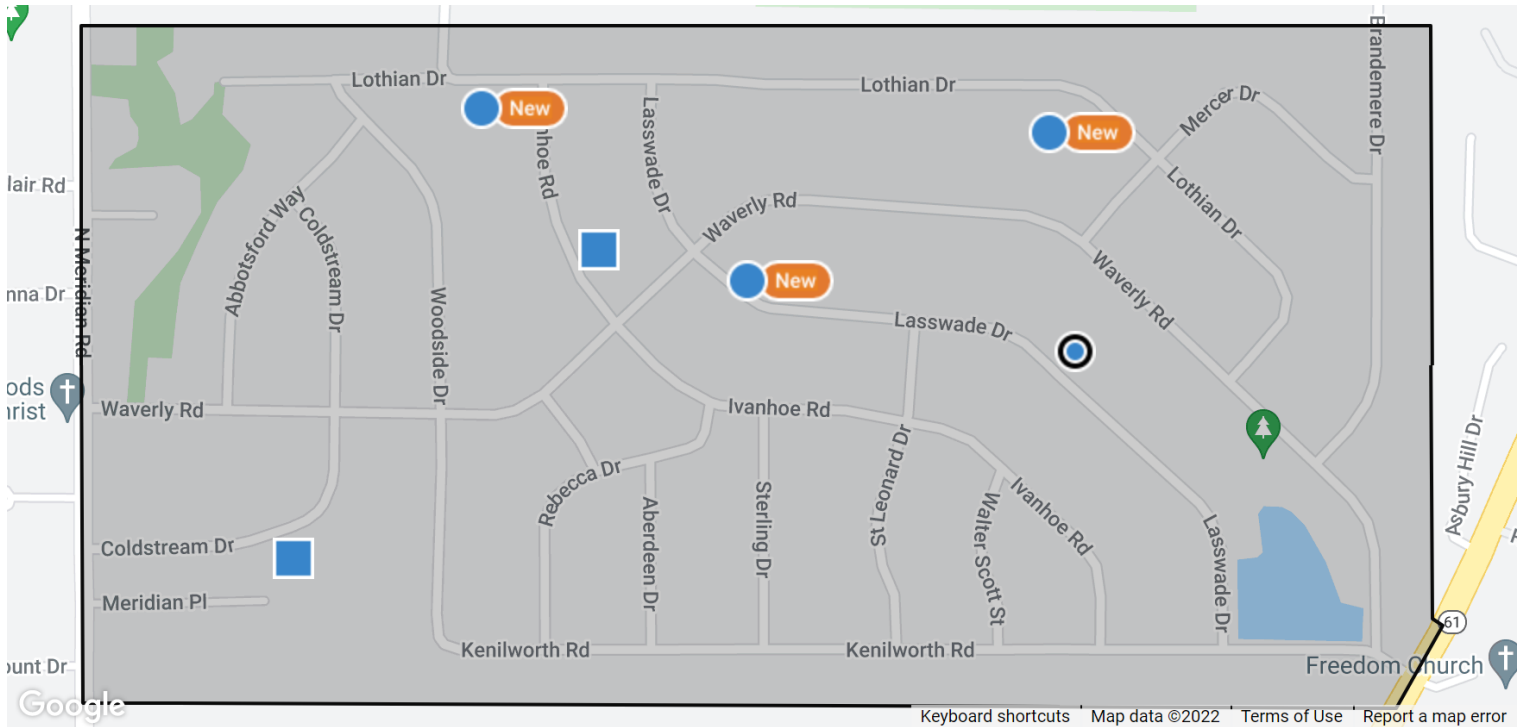 Lothian Dr
Lothian Dr
Brandemere Dr
New
New
Mercer Dr
Lasswade Dr
nhoe Rd
lair Rd
Abbotsford Way
Waverly Rd
Lothian Dr
Coldstream Dr
N Meridian Rd
nna Dr
New
Waverly Rd
Woodside Dr
Lasswade Dr
ods
hrist
Waverly Rd
Ivanhoe Rd
Asbury Hill Dr
Rebecca Dr
Aberdeen Dr
Sterling Dr
St Leonard Dr
Walter Scott St
Ivanhoe Rd
Lasswade Dr
Coldstream Dr
Meridian Pl
61
Kenilworth Rd
Kenilworth Rd
ount Dr
Freedom Church
Google
Keyboard shortcuts
Map data ©2022
Terms of Use
Report a map error